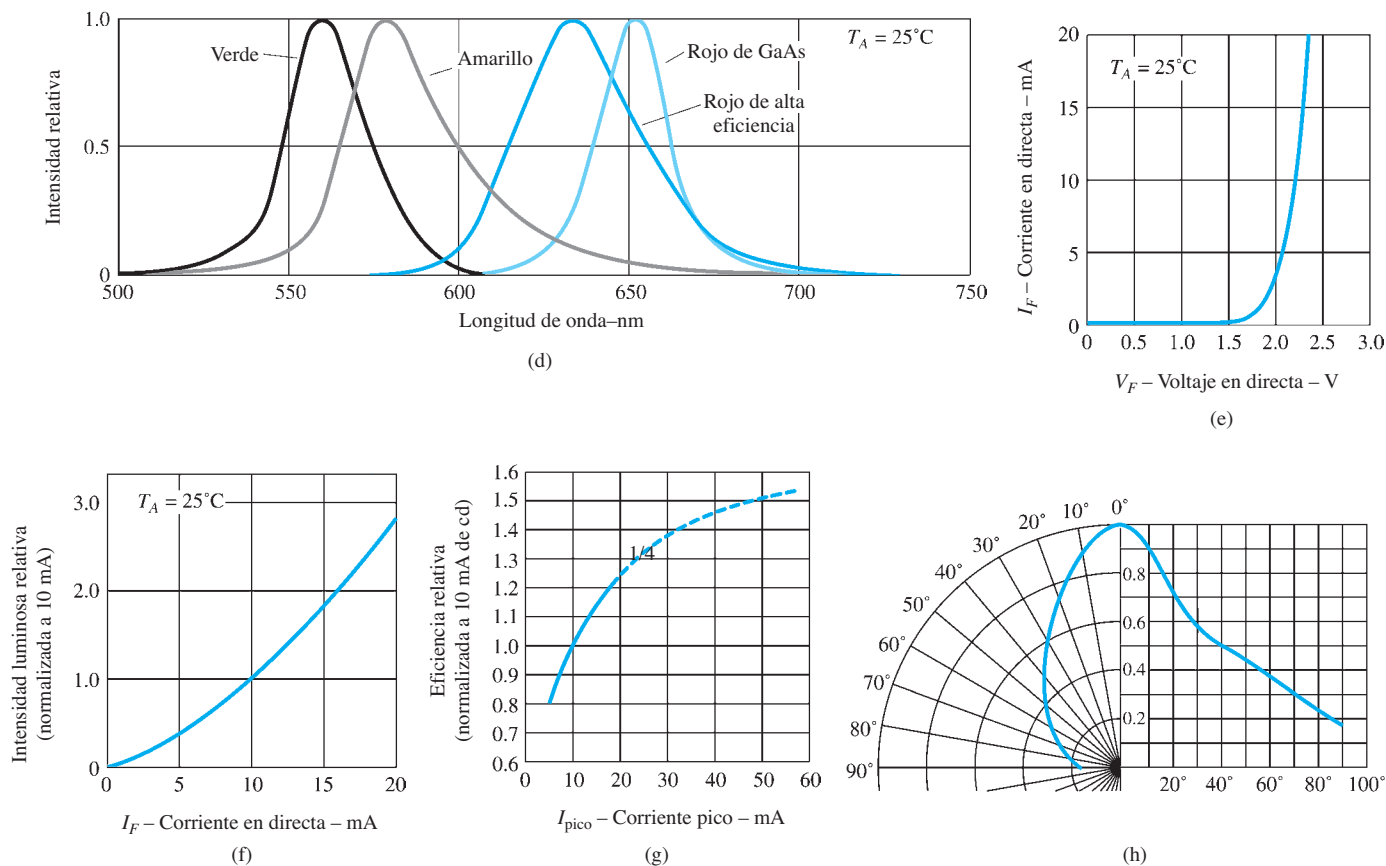 1.0
0.5
0
Intensidad relativa
Verde
Amarillo
Rojo de GaAs
Rojo de alta
eficiencia
T_A = 25°C
500 550 600 650 700 750
Longitud de onda–nm
(d)
20
15
10
5
0
I_F – Corriente en directa – mA
T_A = 25°C
0 0.5 1.0 1.5 2.0 2.5 3.0
V_F – Voltaje en directa – V
(e)
3.0
2.0
1.0
0
Intensidad luminosa relativa
(normalizada a 10 mA)
T_A = 25°C
0 5 10 15 20
I_F – Corriente en directa – mA
(f)
1.6
1.5
1.4
1.3
1.2
1.1
1.0
0.9
0.8
0.7
0.6
Eficiencia relativa
(normalizada a 10 mA de cd)
1/4
0 10 20 30 40 50 60
I_pico – Corriente pico – mA
(g)
0°
10°
20°
30°
40°
50°
60°
70°
80°
90°
0.8
0.6
0.4
0.2
20° 40° 60° 80° 100°
(h)